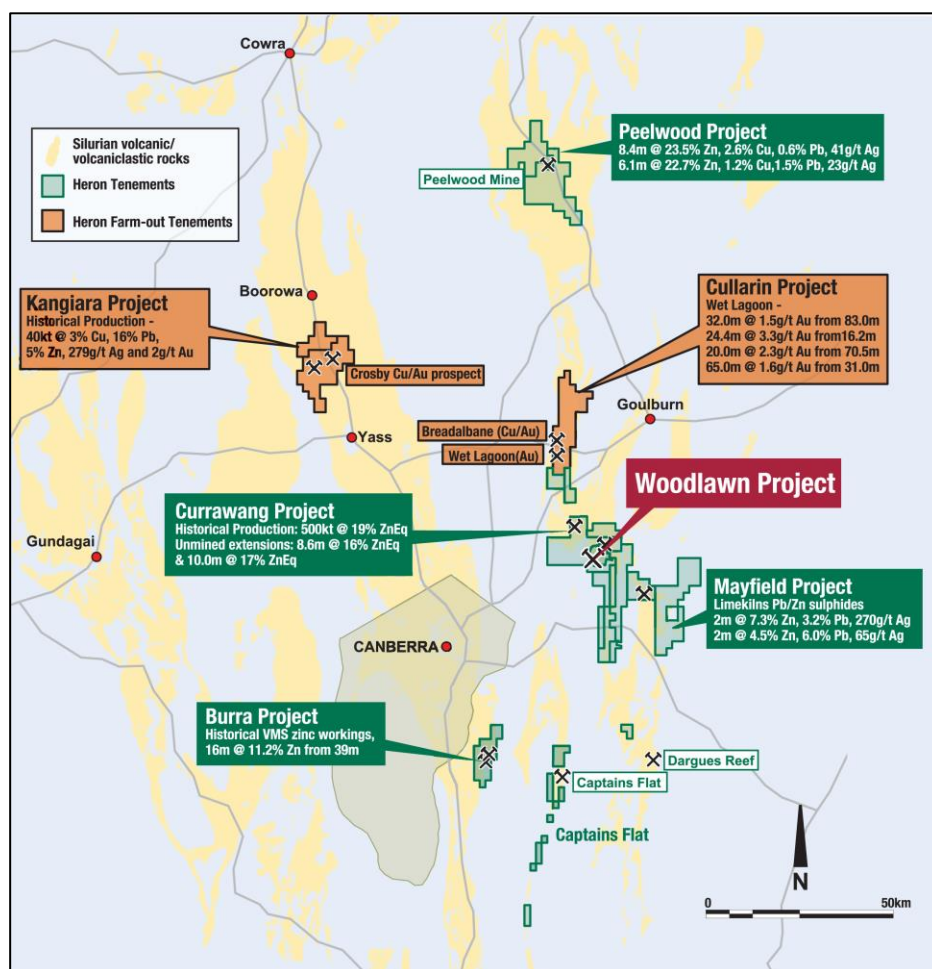 Cowra
Silurian volcanic/
volcaniclastic rocks
Heron Tenements
Heron Farm-out Tenements
Peelwood Project
8.4m @ 23.5% Zn, 2.6% Cu, 0.6% Pb, 41g/t Ag
6.1m @ 22.7% Zn, 1.2% Cu,1.5% Pb, 23g/t Ag
Peelwood Mine
Kangiara Project
Historical Production -
40kt @ 3% Cu, 16% Pb,
5% Zn, 279g/t Ag and 2g/t Au
Boorowa
Crosby Cu/Au prospect
Cullarin Project
Wet Lagoon -
32.0m @ 1.5g/t Au from 83.0m
24.4m @ 3.3g/t Au from16.2m
20.0m @ 2.3g/t Au from 70.5m
65.0m @ 1.6g/t Au from 31.0m
Goulburn
Yass
Breadalbane (Cu/Au)
Wet Lagoon(Au)
Woodlawn Project
Currawang Project
Historical Production: 500kt @ 19% ZnEq
Unmined extensions: 8.6m @ 16% ZnEq
& 10.0m @ 17% ZnEq
Gundagai
Mayfield Project
Limekilns Pb/Zn sulphides
2m @ 7.3% Zn, 3.2% Pb, 270g/t Ag
2m @ 4.5% Zn, 6.0% Pb, 65g/t Ag
CANBERRA
Burra Project
Historical VMS zinc workings,
16m @ 11.2% Zn from 39m
Dargues Reef
Captains Flat
Captains Flat
N
0 50km